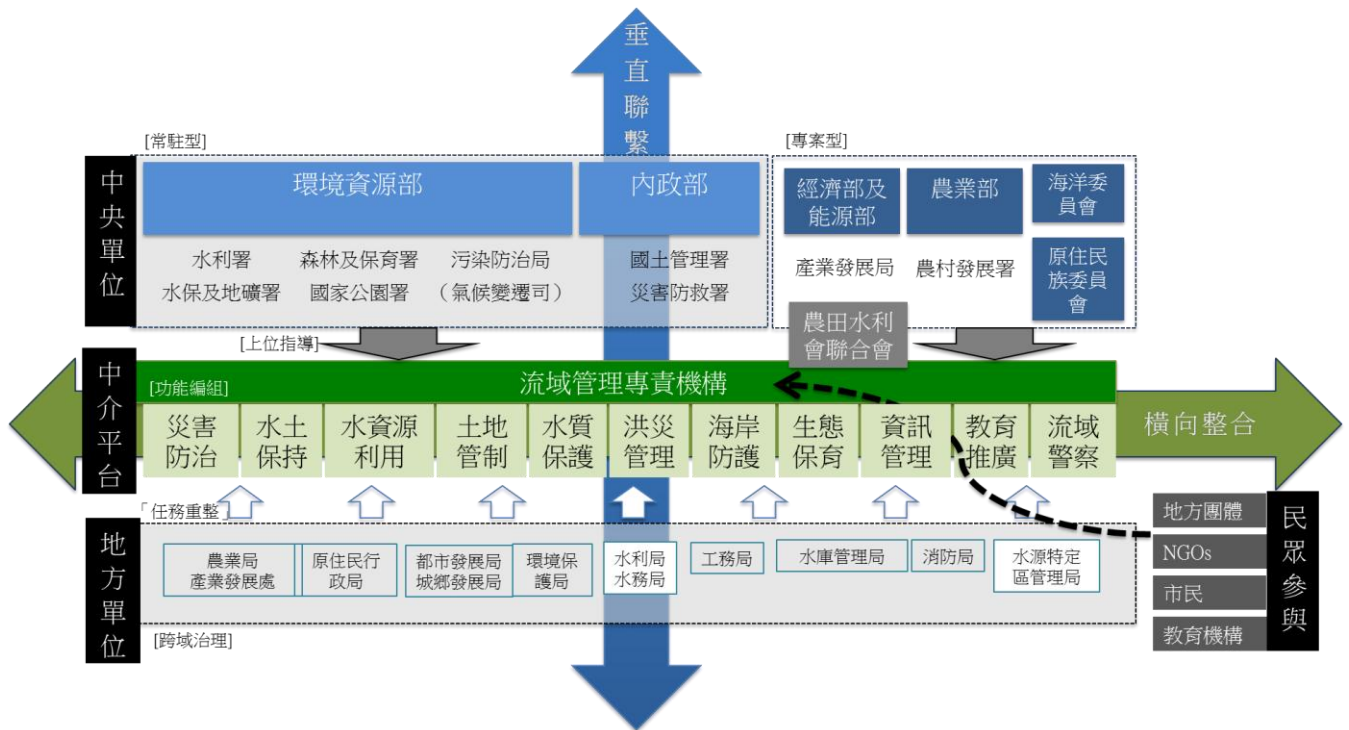 垂直聯繫
[常駐型]
[專案型]
中央單位
環境資源部
內政部
經濟部及
能源部
農業部
海洋委
員會
水利署
森林及保育署
污染防治局
國土管理署
產業發展局
農村發展署
原住民
族委員
會
水保及地礦署
國家公園署
（氣候變遷司）
災害防救署
農田水利
會聯合會
[上位指導]
中介平台
[功能編組]
流域管理專責機構
災害
防治
水土
保持
水資源
利用
土地
管制
水質
保護
洪災
管理
海岸
防護
生態
保育
資訊
管理
教育
推廣
流域
警察
橫向整合
「任務重整」
地方單位
農業局
產業發展處
原住民行
政局
都市發展局
城鄉發展局
環境保
護局
水利局
水務局
工務局
水庫管理局
消防局
水源特定
區管理局
[跨域治理]
地方團體
NGOs
市民
教育機構
民眾參與